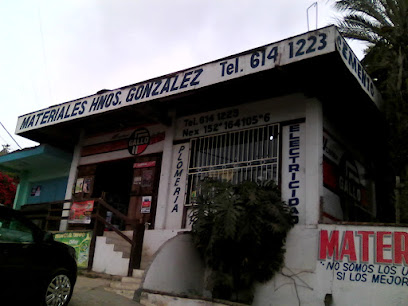 MATERIALES HNOS. GONZALEZ Tel. 614 1223
CEMENTO
Tel. 614 1223
Nex 152*164105*6
PLOMERIA
ELECTRICIDAD
MATER
"NO SOMOS LOS U
SI LOS MEJOR